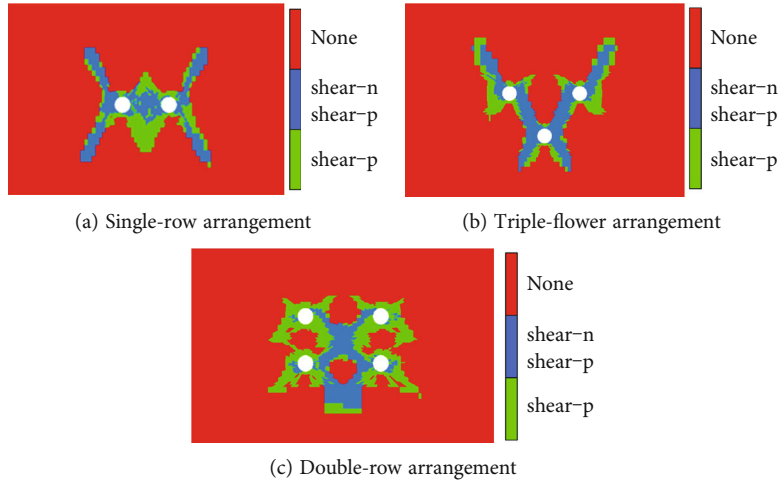 None
shear-n
shear-p
shear-p
(a) Single-row arrangement
None
shear-n
shear-p
shear-p
(b) Triple-flower arrangement
None
shear-n
shear-p
shear-p
(c) Double-row arrangement